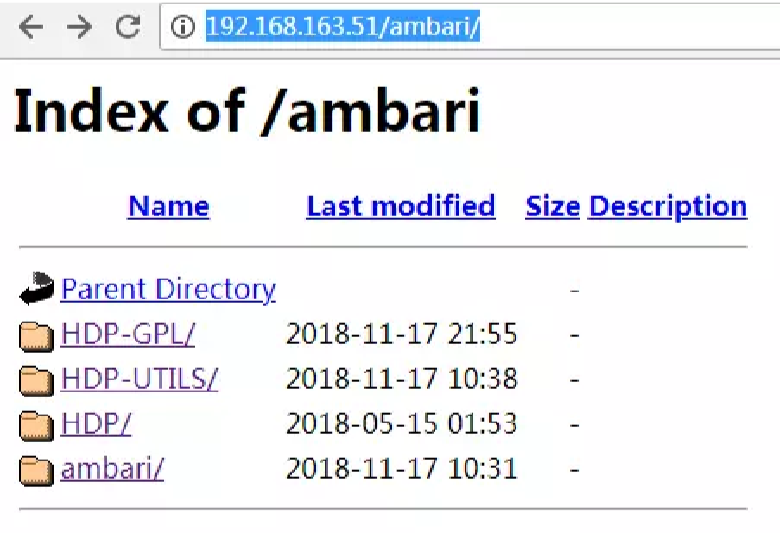 192.168.163.51/ambari/
Index of /ambari
Name Last modified Size Description
Parent Directory -
HDP-GPL/ 2018-11-17 21:55 -
HDP-UTILS/ 2018-11-17 10:38 -
HDP/ 2018-05-15 01:53 -
ambari/ 2018-11-17 10:31 -